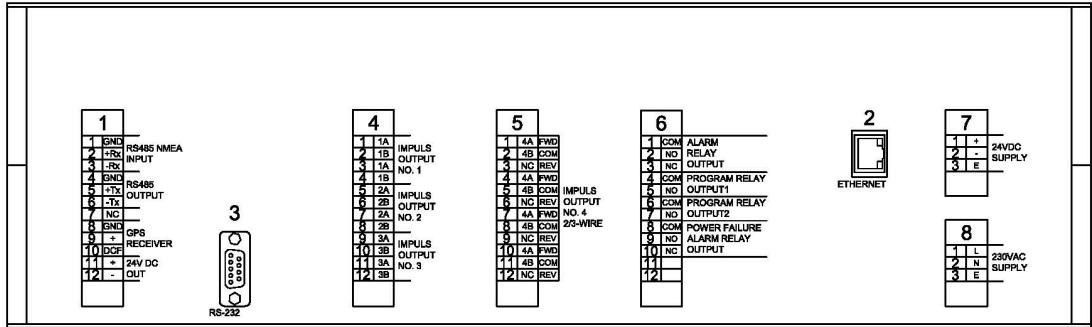 1
1 GND
2 +Rx
3 -Rx
RS485 NMEA
INPUT
4 GND
5 +Tx
6 -Tx
RS485
OUTPUT
7 NC
8 GND
9 +
10 DCF
GPS
RECEIVER
11 +
12 -
24V DC
OUT
3
RS-232
4
1 1A
2 1B
3 1A
4 1B
IMPULS
OUTPUT
NO. 1
5 2A
6 2B
7 2A
8 2B
IMPULS
OUTPUT
NO. 2
9 3A
10 3B
11 3A
12 3B
IMPULS
OUTPUT
NO. 3
5
1 4A FWD
2 4B COM
3 NC REV
4 4A FWD
5 4B COM
6 NC REV
7 4A FWD
8 4B COM
9 NC REV
10 4A FWD
11 4B COM
12 NC REV
IMPULS
OUTPUT
NO. 4
2/3-WIRE
6
1 COM ALARM
2 NO RELAY
3 NC OUTPUT
4 COM PROGRAM RELAY
5 NO OUTPUT1
6 COM PROGRAM RELAY
7 NO OUTPUT2
8 COM POWER FAILURE
9 NO ALARM RELAY
10 NC OUTPUT
11
12
2
ETHERNET
7
1 +
2 -
3 E
24VDC
SUPPLY
8
1 L
2 N
3 E
230VAC
SUPPLY